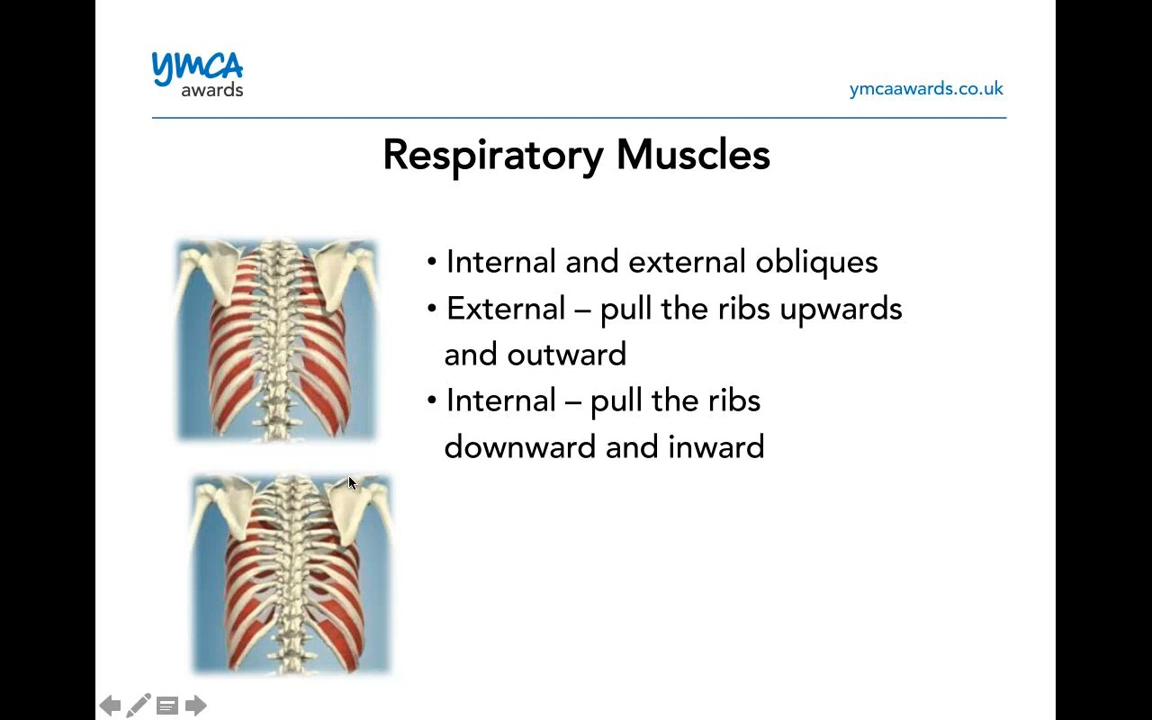 ymca
awards
ymcaawards.co.uk
Respiratory Muscles
• Internal and external obliques
• External – pull the ribs upwards
and outward
• Internal – pull the ribs
downward and inward